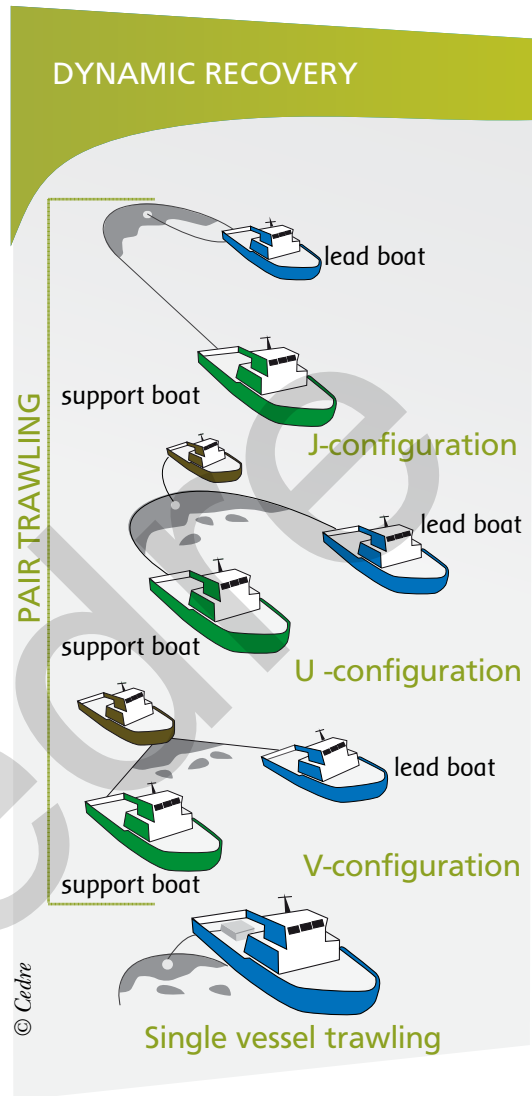 DYNAMIC RECOVERY
lead boat
support boat
J-configuration
PAIR TRAWLING
lead boat
support boat
U -configuration
lead boat
V-configuration
support boat
© Cedre
Single vessel trawling